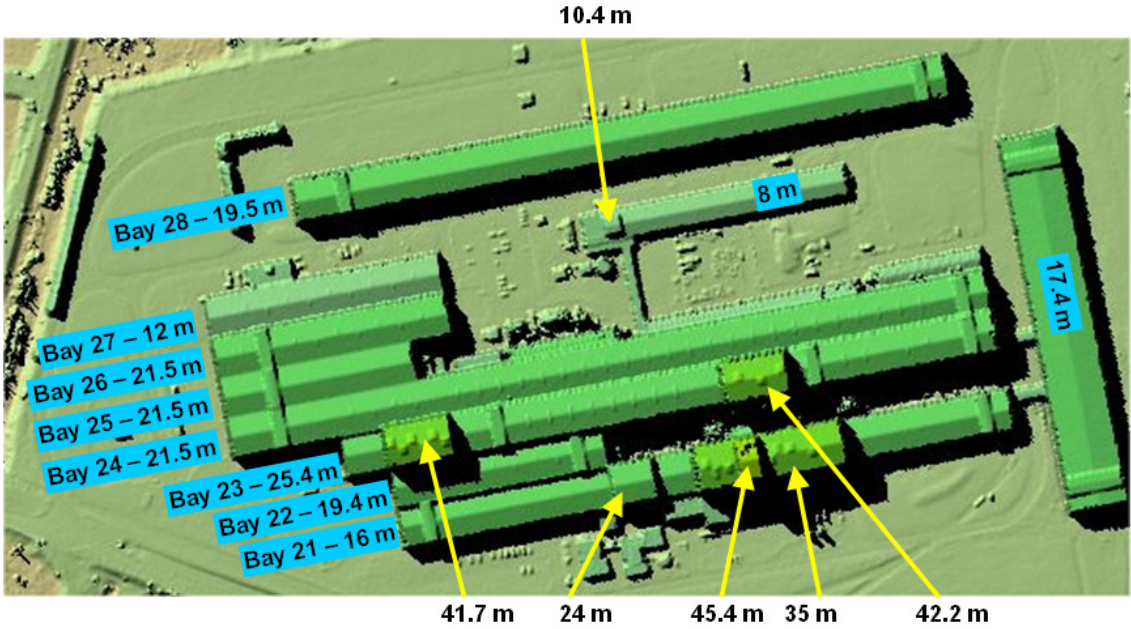 10.4 m
8 m
Bay 28 – 19.5 m
17.4 m
Bay 27 – 12 m
Bay 26 – 21.5 m
Bay 25 – 21.5 m
Bay 24 – 21.5 m
Bay 23 – 25.4 m
Bay 22 – 19.4 m
Bay 21 – 16 m
41.7 m
24 m
45.4 m
35 m
42.2 m